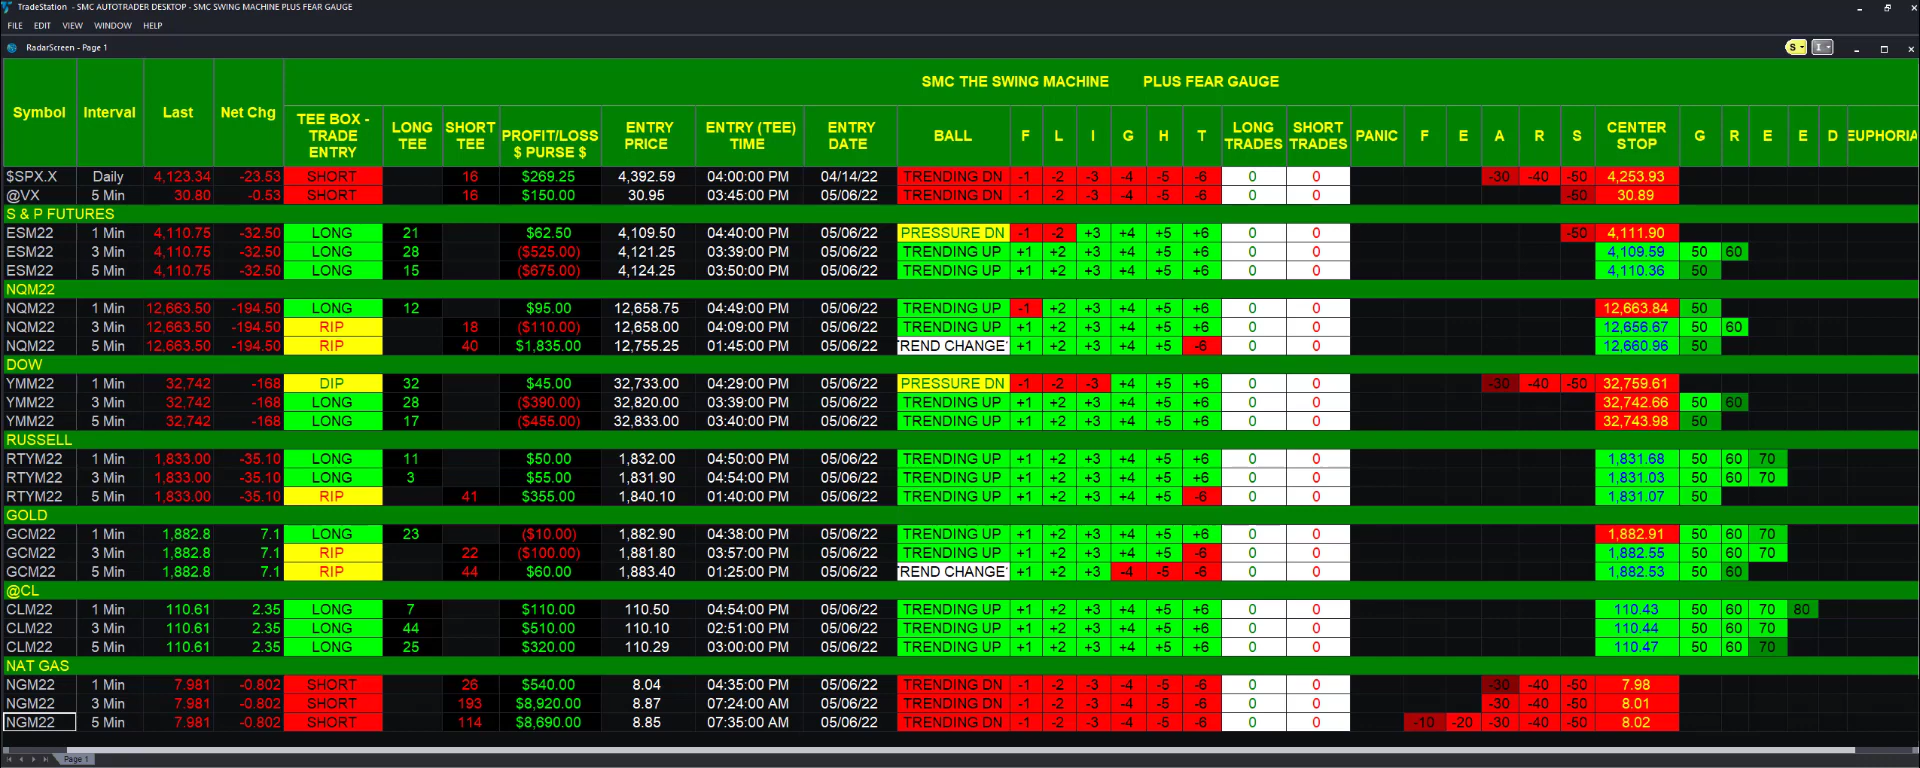 TradeStation - SMC AUTOTRADER DESKTOP - SMC SWING MACHINE PLUS FEAR GAUGE
FILE EDIT VIEW WINDOW HELP
RadarScreen - Page 1 S I
SMC THE SWING MACHINE PLUS FEAR GAUGE
Symbol Interval Last Net Chg TEE BOX - TRADE ENTRY LONG TEE SHORT TEE PROFIT/LOSS $ PURSE $ ENTRY PRICE ENTRY (TEE) TIME ENTRY DATE BALL F L I G H T LONG TRADES SHORT TRADES PANIC F E A R S CENTER STOP G R E E D EUPHORIA
$SPX.X Daily 4,123.34 -23.53 SHORT 16 $269.25 4,392.59 04:00:00 PM 04/14/22 TRENDING DN -1 -2 -3 -4 -5 -6 0 0 -30 -40 -50 4,253.93
@VX 5 Min 30.80 -0.53 SHORT 16 $150.00 30.95 03:45:00 PM 05/06/22 TRENDING DN -1 -2 -3 -4 -5 -6 0 0 -50 30.89
S & P FUTURES
ESM22 1 Min 4,110.75 -32.50 LONG 21 $62.50 4,109.50 04:40:00 PM 05/06/22 PRESSURE DN -1 -2 +3 +4 +5 +6 0 0 -50 4,111.90
ESM22 3 Min 4,110.75 -32.50 LONG 28 ($525.00) 4,121.25 03:39:00 PM 05/06/22 TRENDING UP +1 +2 +3 +4 +5 +6 0 0 4,109.59 50 60
ESM22 5 Min 4,110.75 -32.50 LONG 15 ($675.00) 4,124.25 03:50:00 PM 05/06/22 TRENDING UP +1 +2 +3 +4 +5 +6 0 0 4,110.36 50
NQM22
NQM22 1 Min 12,663.50 -194.50 LONG 12 $95.00 12,658.75 04:49:00 PM 05/06/22 TRENDING UP -1 +2 +3 +4 +5 +6 0 0 12,663.84 50
NQM22 3 Min 12,663.50 -194.50 RIP 18 ($110.00) 12,658.00 04:09:00 PM 05/06/22 TRENDING UP +1 +2 +3 +4 +5 +6 0 0 12,656.67 50 60
NQM22 5 Min 12,663.50 -194.50 RIP 40 $1,835.00 12,755.25 01:45:00 PM 05/06/22 TREND CHANGE +1 +2 +3 +4 +5 -6 0 0 12,660.96 50
DOW
YMM22 1 Min 32,742 -168 DIP 32 $45.00 32,733.00 04:29:00 PM 05/06/22 PRESSURE DN -1 -2 -3 +4 +5 +6 0 0 -30 -40 -50 32,759.61
YMM22 3 Min 32,742 -168 LONG 28 ($390.00) 32,820.00 03:39:00 PM 05/06/22 TRENDING UP +1 +2 +3 +4 +5 +6 0 0 32,742.66 50 60
YMM22 5 Min 32,742 -168 LONG 17 ($455.00) 32,833.00 03:40:00 PM 05/06/22 TRENDING UP +1 +2 +3 +4 +5 +6 0 0 32,743.98 50
RUSSELL
RTYM22 1 Min 1,833.00 -35.10 LONG 11 $50.00 1,832.00 04:50:00 PM 05/06/22 TRENDING UP +1 +2 +3 +4 +5 +6 0 0 1,831.68 50 60 70
RTYM22 3 Min 1,833.00 -35.10 LONG 3 $55.00 1,831.90 04:54:00 PM 05/06/22 TRENDING UP +1 +2 +3 +4 +5 +6 0 0 1,831.03 50 60 70
RTYM22 5 Min 1,833.00 -35.10 RIP 41 $355.00 1,840.10 01:40:00 PM 05/06/22 TRENDING UP +1 +2 +3 +4 +5 -6 0 0 1,831.07 50
GOLD
GCM22 1 Min 1,882.8 7.1 LONG 23 ($10.00) 1,882.90 04:38:00 PM 05/06/22 TRENDING UP +1 +2 +3 +4 +5 +6 0 0 1,882.91 50 60 70
GCM22 3 Min 1,882.8 7.1 RIP 22 ($100.00) 1,881.80 03:57:00 PM 05/06/22 TRENDING UP +1 +2 +3 +4 +5 -6 0 0 1,882.55 50 60 70
GCM22 5 Min 1,882.8 7.1 RIP 44 $60.00 1,883.40 01:25:00 PM 05/06/22 TREND CHANGE +1 +2 +3 -4 -5 -6 0 0 1,882.53 50 60
@CL
CLM22 1 Min 110.61 2.35 LONG 7 $110.00 110.50 04:54:00 PM 05/06/22 TRENDING UP +1 +2 +3 +4 +5 +6 0 0 110.43 50 60 70 80
CLM22 3 Min 110.61 2.35 LONG 44 $510.00 110.10 02:51:00 PM 05/06/22 TRENDING UP +1 +2 +3 +4 +5 +6 0 0 110.44 50 60 70
CLM22 5 Min 110.61 2.35 LONG 25 $320.00 110.29 03:00:00 PM 05/06/22 TRENDING UP +1 +2 +3 +4 +5 +6 0 0 110.47 50 60 70
NAT GAS
NGM22 1 Min 7.981 -0.802 SHORT 26 $540.00 8.04 04:35:00 PM 05/06/22 TRENDING DN -1 -2 -3 -4 -5 -6 0 0 -30 -40 -50 7.98
NGM22 3 Min 7.981 -0.802 SHORT 193 $8,920.00 8.87 07:24:00 AM 05/06/22 TRENDING DN -1 -2 -3 -4 -5 -6 0 0 -30 -40 -50 8.01
NGM22 5 Min 7.981 -0.802 SHORT 114 $8,690.00 8.85 07:35:00 AM 05/06/22 TRENDING DN -1 -2 -3 -4 -5 -6 0 0 -10 -20 -30 -40 -50 8.02
Page 1